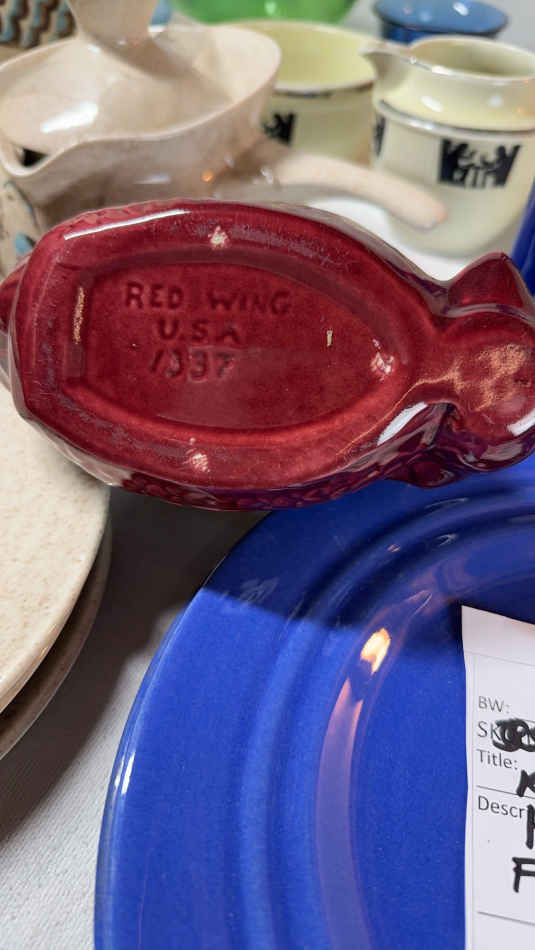 RED WING
U.S.A
1337
BW:
Title:
Descr
F